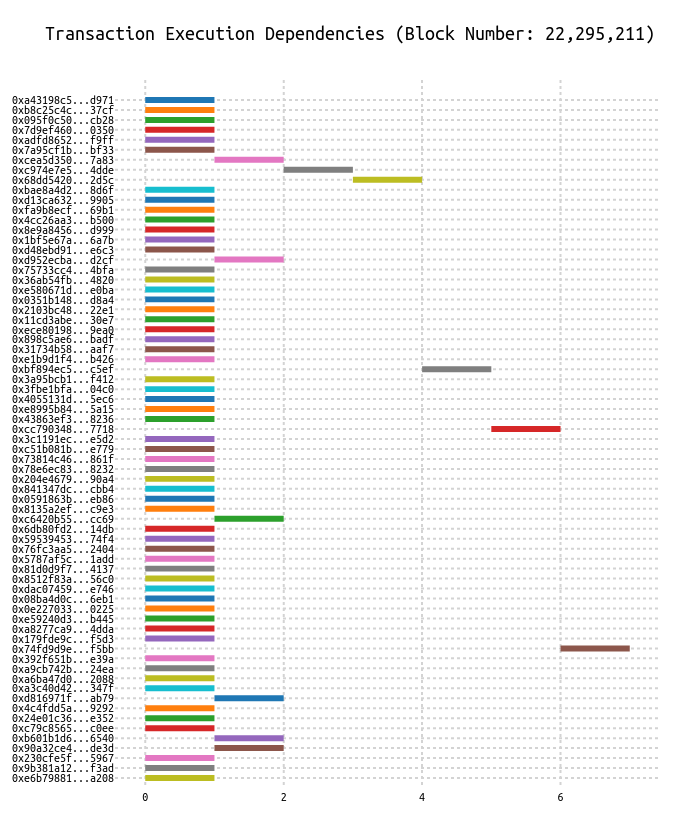 Transaction Execution Dependencies (Block Number: 22,295,211)
0xa43198c5...d971
0xb8c25c4c...37cf
0x095f0c50...cb28
0x7d9ef460...0350
0xadfd8652...f9ff
0x7a95cf1b...bf33
0xcea5d350...7a83
0xc974e7e5...4dde
0x68dd5420...2d5c
0xbae8a4d2...8d6f
0xd13ca632...9905
0xfa9b8ecf...69b1
0x4cc26aa3...b500
0x8e9a8456...d999
0x1bf5e67a...6a7b
0xd48ebd91...e6c3
0xd952ecba...d2cf
0x75733cc4...4bfa
0x36ab54fb...4820
0xe580671d...e0ba
0x0351b148...d8a4
0x2103bc48...22e1
0x11cd3abe...30e7
0xece80198...9ea0
0x898c5ae6...badf
0x31734b58...aaf7
0xe1b9d1f4...b426
0xbf894ec5...c5ef
0x3a95bcb1...f412
0x3fbe1bfa...04c0
0x4055131d...5ec6
0xe8995b84...5a15
0x43863ef3...8236
0xcc790348...7718
0x3c1191ec...e5d2
0xc51b081b...e779
0x73814c46...861f
0x78e6ec83...8232
0x204e4679...90a4
0x841347dc...cbb4
0x0591863b...eb86
0x8135a2ef...c9e3
0xc6420b55...cc69
0x6db80fd2...14db
0x59539453...74f4
0x76fc3aa5...2404
0x5787af5c...1add
0x81d0d9f7...4137
0x8512f83a...56c0
0xdac07459...e746
0x08ba4d0c...6eb1
0x0e227033...0225
0xe59240d3...b445
0xa8277ca9...4dda
0x179fde9c...f5d3
0x74fd9d9e...f5bb
0x392f651b...e39a
0xa9cb742b...24ea
0xa6ba47d0...2088
0xa3c40d42...347f
0xd816971f...ab79
0x4c4fdd5a...9292
0x24e01c36...e352
0xc79c8565...c0ee
0xb601b1d6...6540
0x90a32ce4...de3d
0x230cfe5f...5967
0x9b381a12...f3ad
0xe6b79881...a208
0 2 4 6